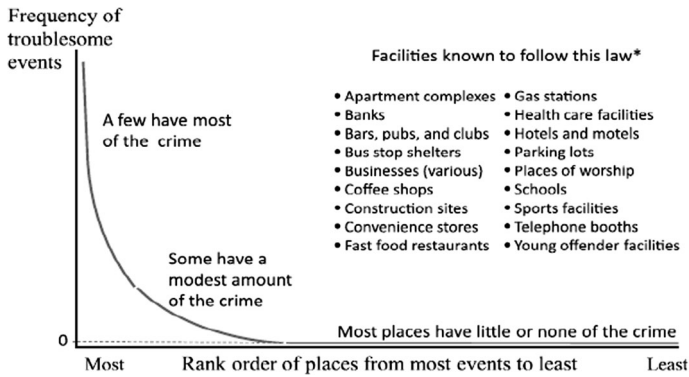 Frequency of
troublesome
events
Facilities known to follow this law*
• Apartment complexes
• Banks
• Bars, pubs, and clubs
• Bus stop shelters
• Businesses (various)
• Coffee shops
• Construction sites
• Convenience stores
• Fast food restaurants
• Gas stations
• Health care facilities
• Hotels and motels
• Parking lots
• Places of worship
• Schools
• Sports facilities
• Telephone booths
• Young offender facilities
A few have most
of the crime
Some have a
modest amount
of the crime
Most places have little or none of the crime
0
Most
Rank order of places from most events to least
Least